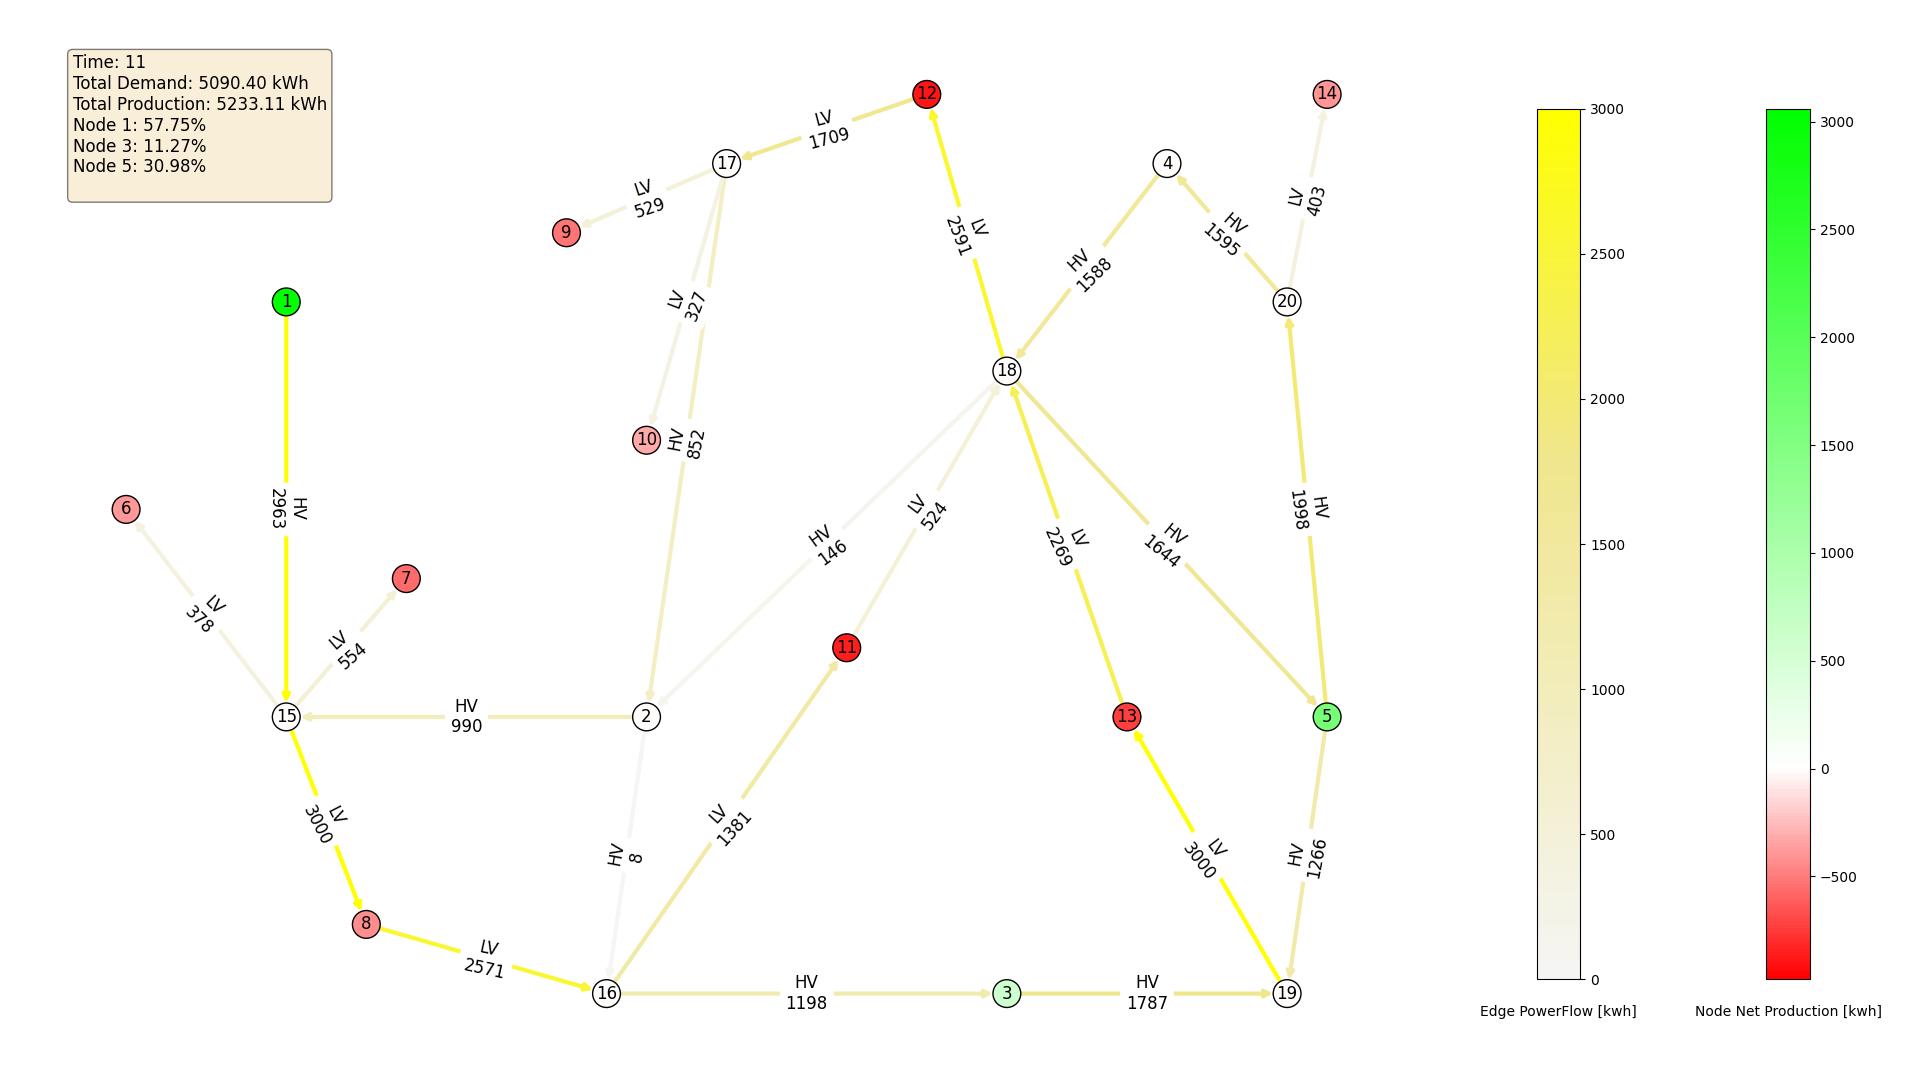 Time: 11
Total Demand: 5090.40 kWh
Total Production: 5233.11 kWh
Node 1: 57.75%
Node 3: 11.27%
Node 5: 30.98%
12
14
LV
1709
17
4
LV
529
LV
403
9
LV
2591
HV
1595
HV
1588
1
LV
327
20
18
10
HV
852
6
HV
2963
HV
146
LV
524
LV
2269
HV
1644
HV
1998
7
LV
378
LV
554
11
15
HV
990
2
13
5
LV
3000
LV
1381
HV
8
LV
3000
HV
1266
8
LV
2571
16
HV
1198
3
HV
1787
19
3000
2500
2000
1500
1000
500
0
Edge PowerFlow [kwh]
3000
2500
2000
1500
1000
500
0
−500
Node Net Production [kwh]